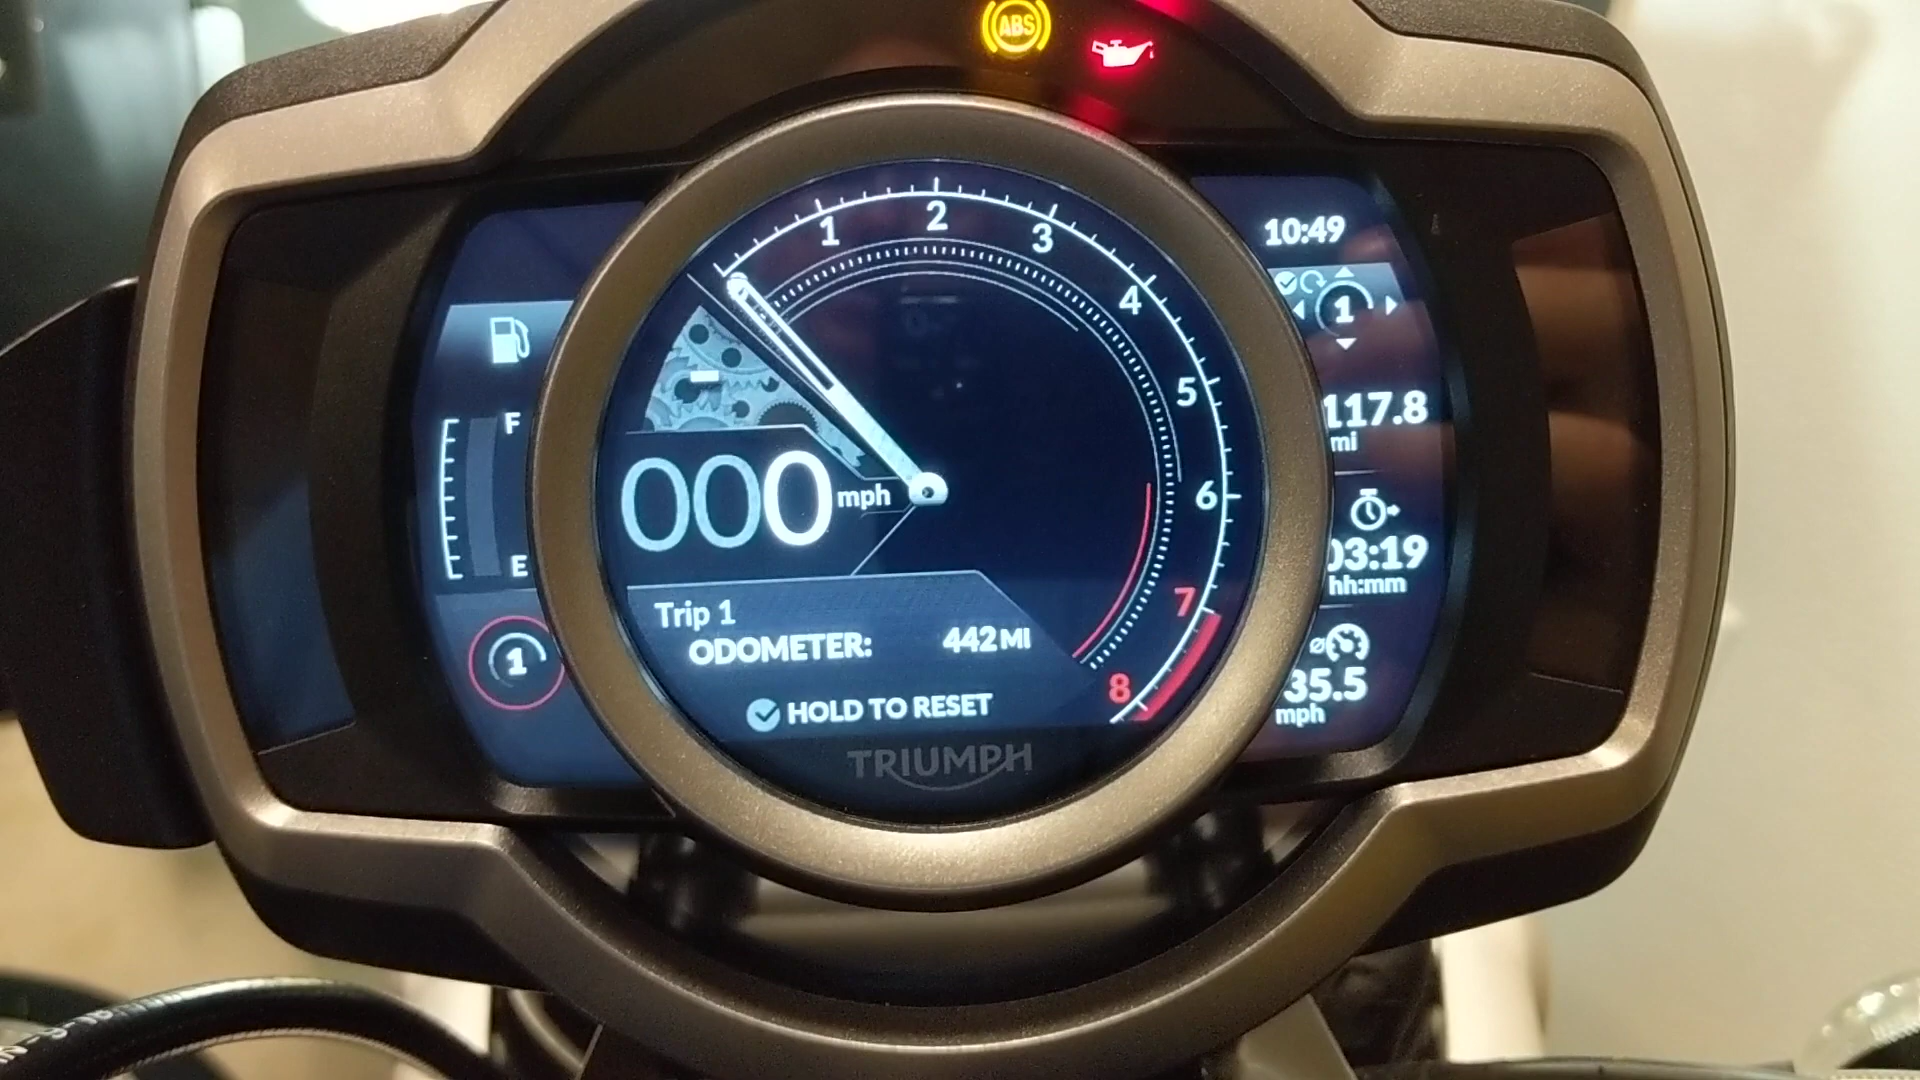 ABS
1 2 3 4 5 6 7 8
10:49
1
F
E
000 mph
117.8
mi
03:19
hh:mm
35.5
mph
1
Trip 1
ODOMETER: 442 MI
HOLD TO RESET
TRIUMPH